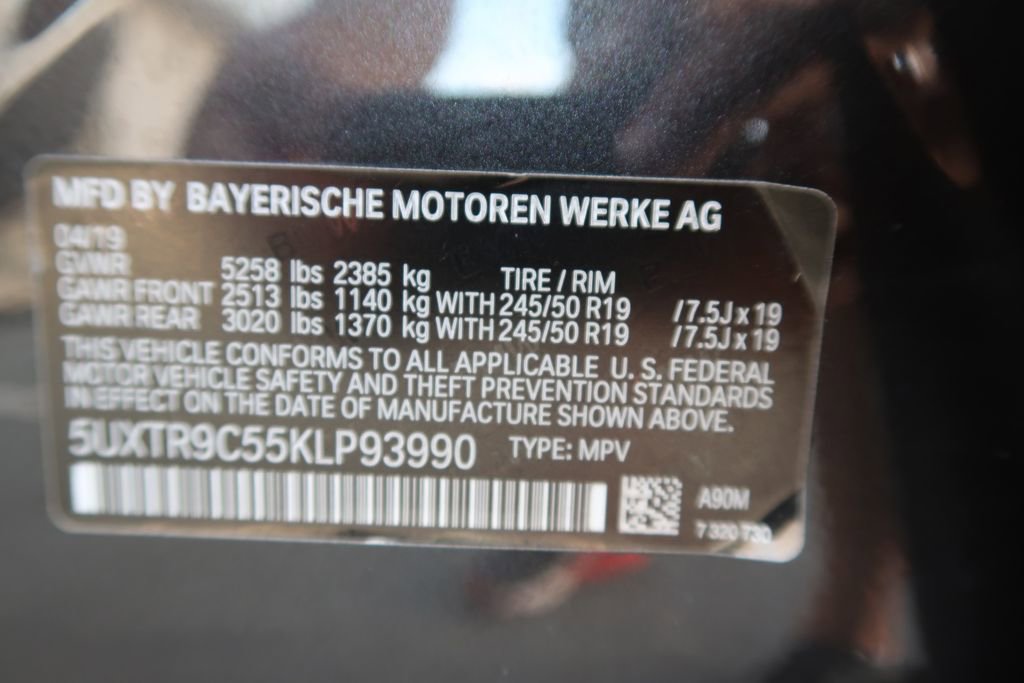 MFD BY BAYERISCHE MOTOREN WERKE AG
04/19
GVWR 5258 lbs 2385 kg TIRE / RIM
GAWR FRONT 2513 lbs 1140 kg WITH 245/50 R19 /7.5J x 19
GAWR REAR 3020 lbs 1370 kg WITH 245/50 R19 /7.5J x 19
THIS VEHICLE CONFORMS TO ALL APPLICABLE U. S. FEDERAL
MOTOR VEHICLE SAFETY AND THEFT PREVENTION STANDARDS
IN EFFECT ON THE DATE OF MANUFACTURE SHOWN ABOVE.
5UXTR9C55KLP93990 TYPE: MPV
A90M
7 320 730